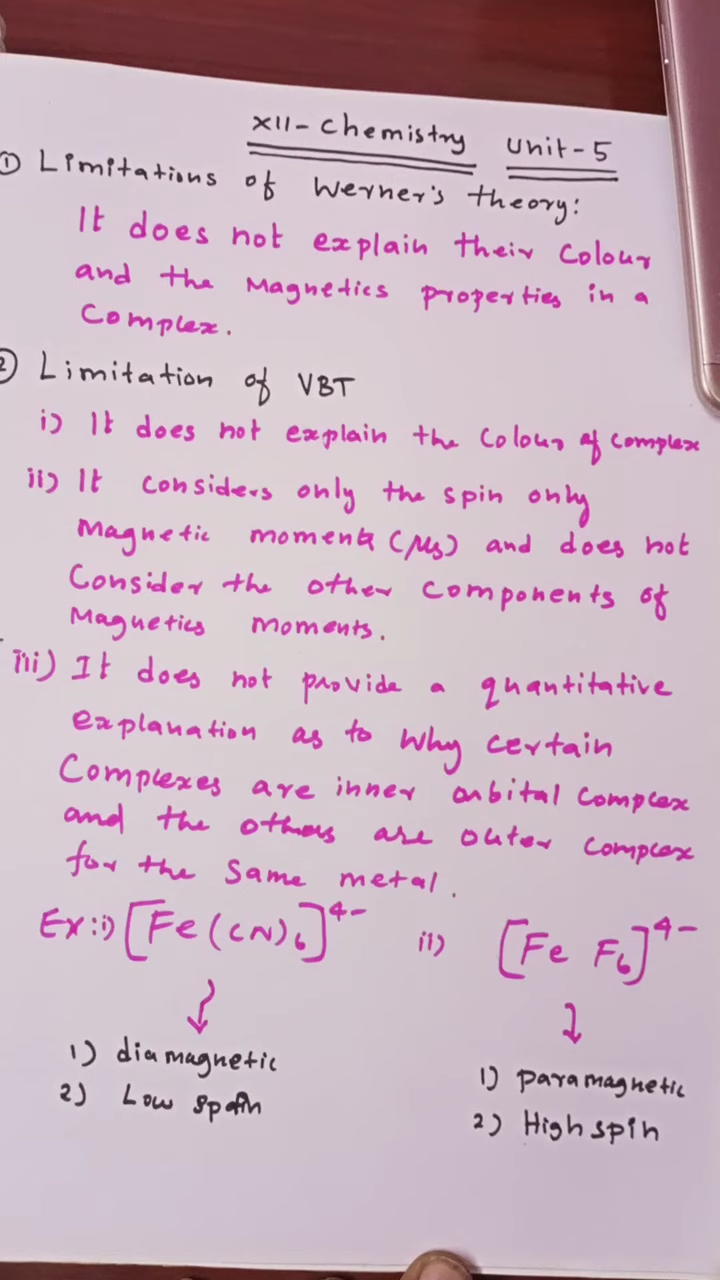 XII- Chemistry Unit-5
① Limitations of Werner's theory:
It does not explain their Colour
and the Magnetics properties in a
Complex.
② Limitation of VBT
i) It does not explain the Colour of Complex
ii) It Considers only the spin only
Magnetic moments (μs) and does not
Consider the other Components of
Magnetics moments.
iii) It does not provide a quantitative
explanation as to Why certain
Complexes are inner orbital Complex
and the others are outer Complex
for the Same metal.
Ex: i) [Fe(CN)₆]⁴⁻ ii) [Fe F₆]⁴⁻
1) diamagnetic 1) paramagnetic
2) Low spin 2) High spin